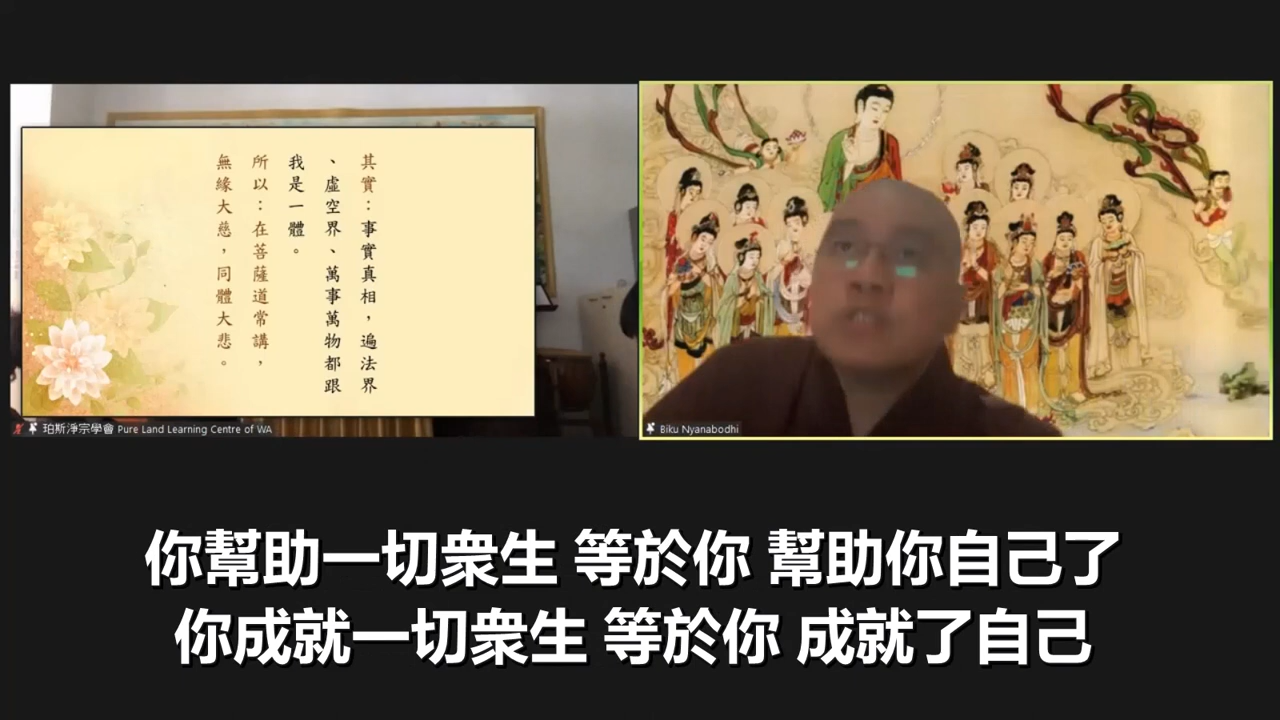 其實：事實真相，遍法界
、虛空界、萬事萬物都跟
我是一體。
所以：在菩薩道常講，
無緣大慈，同體大悲。
珀斯淨宗學會 Pure Land Learning Centre of WA
Biku Nyanabodhi
你幫助一切衆生 等於你 幫助你自己了
你成就一切衆生 等於你 成就了自己